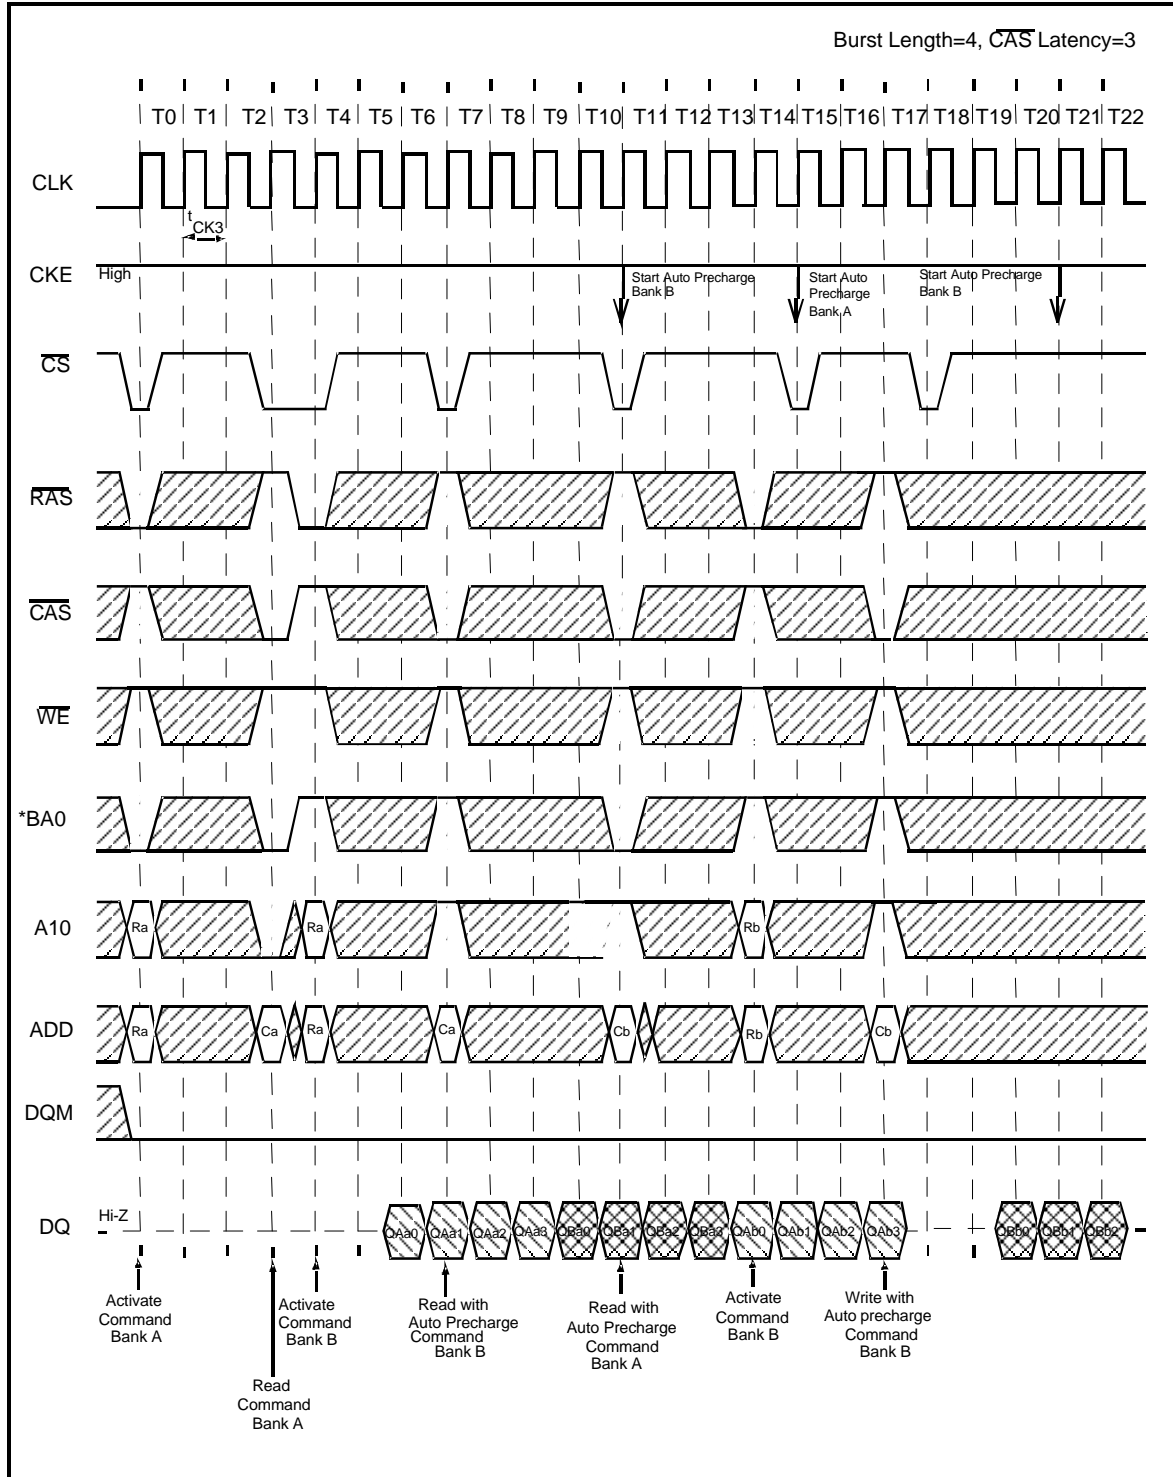 Burst Length=4, CAS Latency=3
T0 T1 T2 T3 T4 T5 T6 T7 T8 T9 T10 T11 T12 T13 T14 T15 T16 T17 T18 T19 T20 T21 T22
CLK
t
CK3
CKE
High
Start Auto Precharge
Bank B
Start Auto
Precharge
Bank A
Start Auto Precharge
Bank B
CS
RAS
CAS
WE
*BA0
A10
Ra Ra Rb
ADD
Ra Ca Ra Ca Cb Rb Cb
DQM
DQ
Hi-Z
QAa0 QAa1 QAa2 QAa3 QBa0 QBa1 QBa2 QBa3 QAb0 QAb1 QAb2 QAb3 QBb0 QBb1 QBb2
Activate
Command
Bank A
Read
Command
Bank A
Activate
Command
Bank B
Read with
Auto Precharge
Command
Bank B
Read with
Auto Precharge
Command
Bank A
Activate
Command
Bank B
Write with
Auto precharge
Command
Bank B